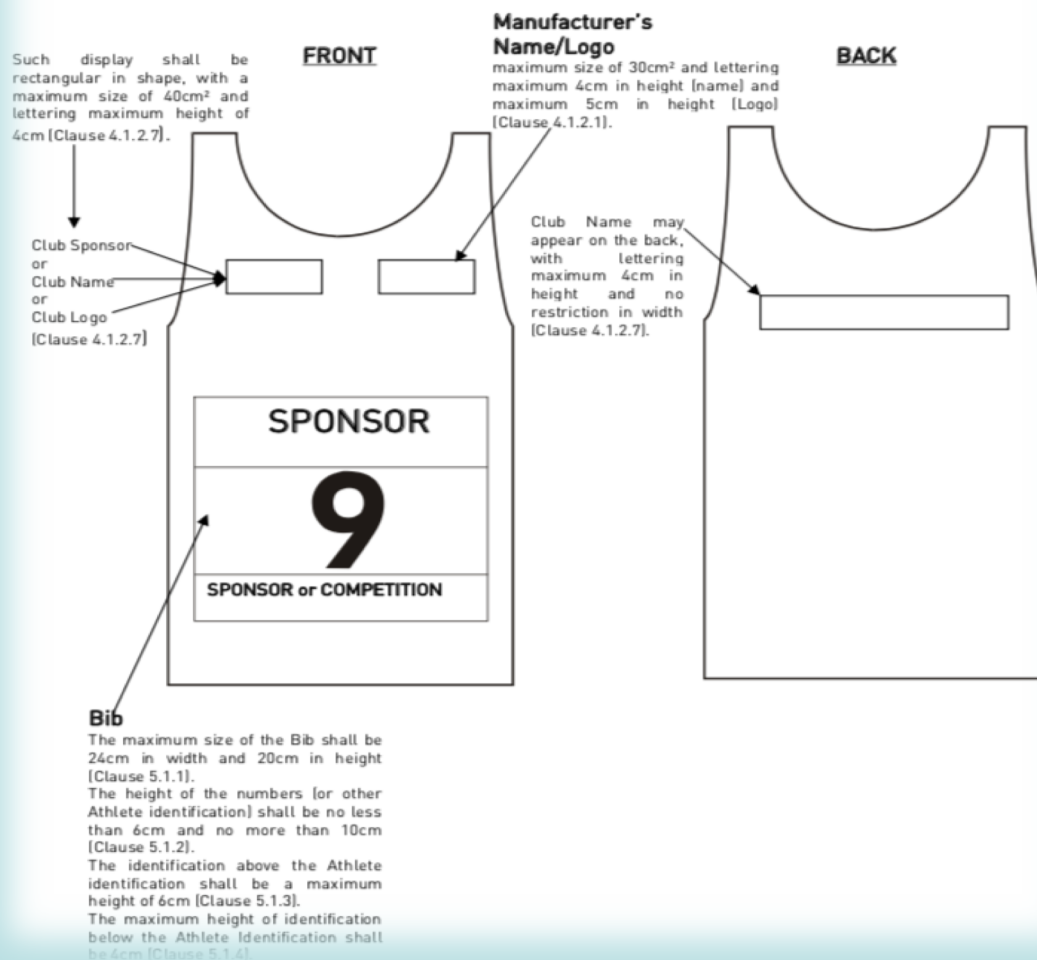 Such display shall be
rectangular in shape, with a
maximum size of 40cm² and
lettering maximum height of
4cm (Clause 4.1.2.7).
FRONT
Manufacturer's
Name/Logo
maximum size of 30cm² and lettering
maximum 4cm in height (name) and
maximum 5cm in height (Logo)
(Clause 4.1.2.1).
BACK
Club Sponsor
or
Club Name
or
Club Logo
(Clause 4.1.2.7)
Club Name may
appear on the back,
with lettering
maximum 4cm in
height and no
restriction in width
(Clause 4.1.2.7).
SPONSOR
9
SPONSOR or COMPETITION
Bib
The maximum size of the Bib shall be
24cm in width and 20cm in height
(Clause 5.1.1).
The height of the numbers (or other
Athlete identification) shall be no less
than 6cm and no more than 10cm
(Clause 5.1.2).
The identification above the Athlete
identification shall be a maximum
height of 6cm (Clause 5.1.3).
The maximum height of identification
below the Athlete Identification shall
be 4cm (Clause 5.1.4).